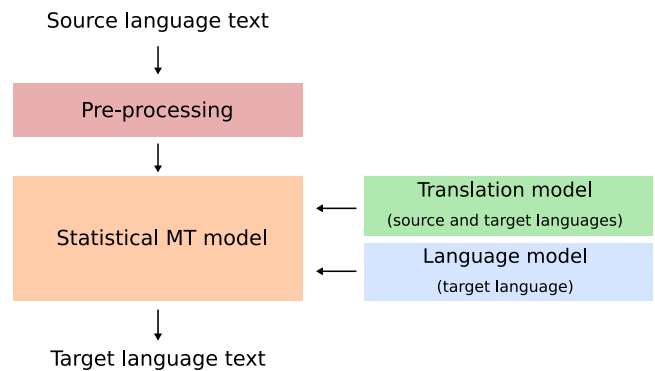 Source language text
Pre-processing
Statistical MT model
Translation model
(source and target languages)
Language model
(target language)
Target language text